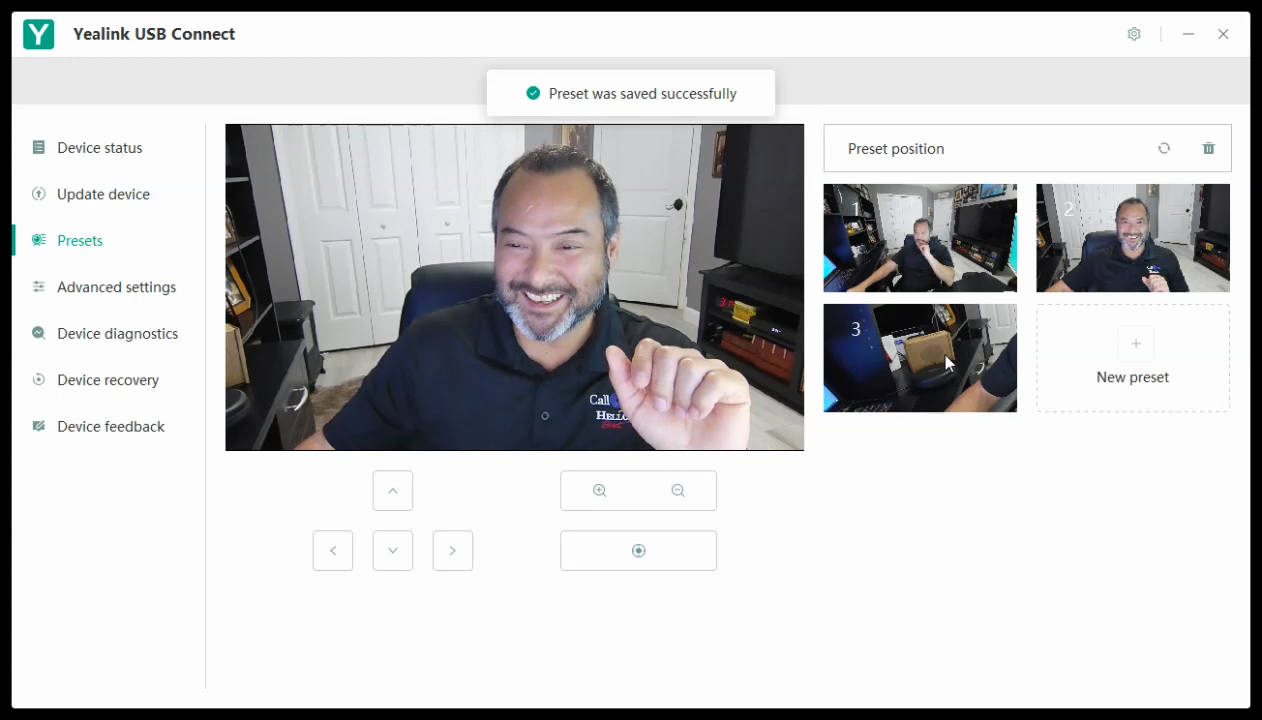 Y Yealink USB Connect
Preset was saved successfully
Device status
Update device
Presets
Advanced settings
Device diagnostics
Device recovery
Device feedback
Call
HELLO
Preset position
1
2
3
New preset